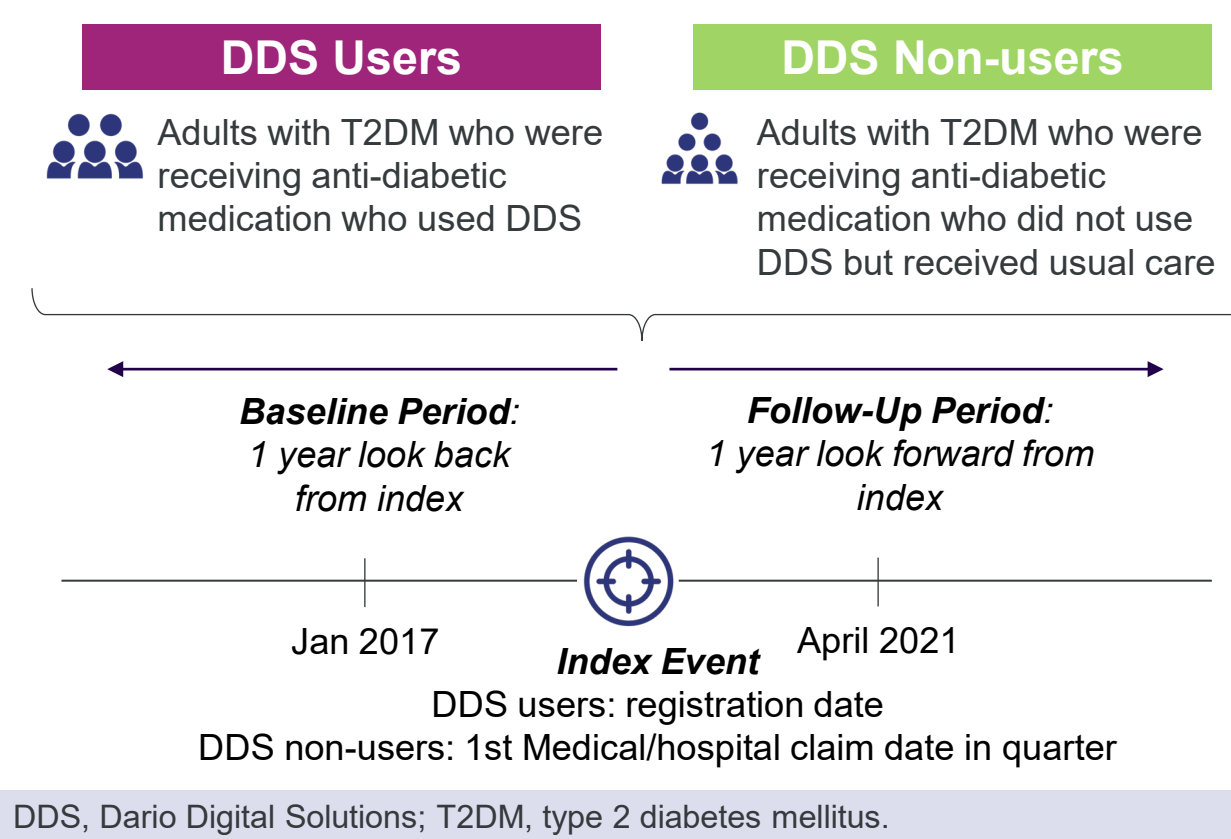 DDS Users
Adults with T2DM who were
receiving anti-diabetic
medication who used DDS
DDS Non-users
Adults with T2DM who were
receiving anti-diabetic
medication who did not use
DDS but received usual care
Baseline Period:
1 year look back
from index
Follow-Up Period:
1 year look forward from
index
Jan 2017
April 2021
Index Event
DDS users: registration date
DDS non-users: 1st Medical/hospital claim date in quarter
DDS, Dario Digital Solutions; T2DM, type 2 diabetes mellitus.